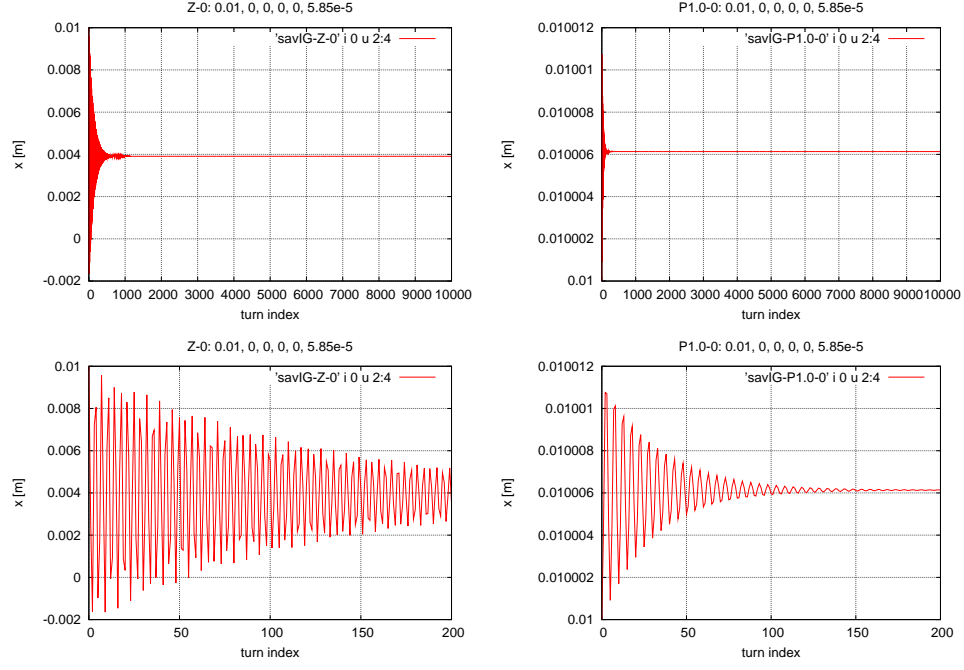 Z-0: 0.01, 0, 0, 0, 0, 5.85e-5
'savIG-Z-0' i 0 u 2:4
0.01
0.008
0.006
0.004
0.002
0
-0.002
x [m]
0 1000 2000 3000 4000 5000 6000 7000 8000 9000 10000
turn index
P1.0-0: 0.01, 0, 0, 0, 0, 5.85e-5
'savIG-P1.0-0' i 0 u 2:4
0.010012
0.01001
0.010008
0.010006
0.010004
0.010002
0.01
x [m]
0 1000 2000 3000 4000 5000 6000 7000 8000 9000 10000
turn index
Z-0: 0.01, 0, 0, 0, 0, 5.85e-5
'savIG-Z-0' i 0 u 2:4
0.01
0.008
0.006
0.004
0.002
0
-0.002
x [m]
0 50 100 150 200
turn index
P1.0-0: 0.01, 0, 0, 0, 0, 5.85e-5
'savIG-P1.0-0' i 0 u 2:4
0.010012
0.01001
0.010008
0.010006
0.010004
0.010002
0.01
x [m]
0 50 100 150 200
turn index